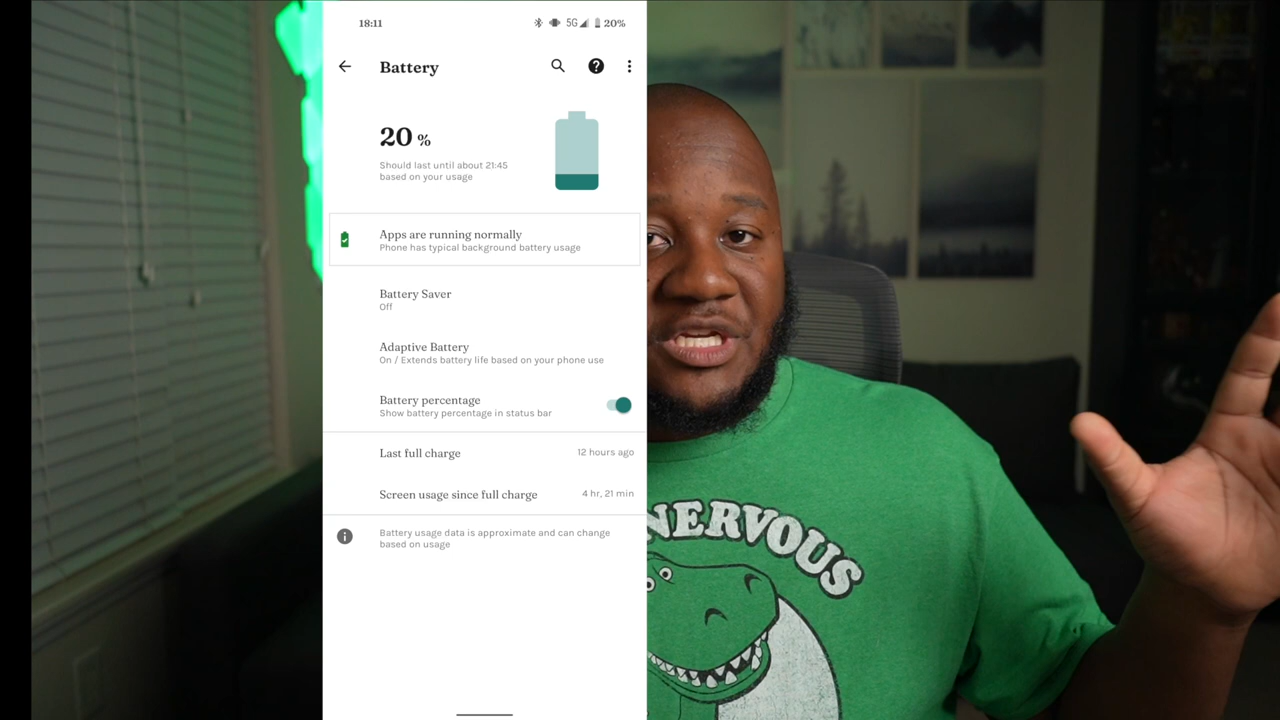 18:11
5G
20%
Battery
20 %
Should last until about 21:45
based on your usage
Apps are running normally
Phone has typical background battery usage
Battery Saver
Off
Adaptive Battery
On / Extends battery life based on your phone use
Battery percentage
Show battery percentage in status bar
Last full charge
12 hours ago
Screen usage since full charge
4 hr, 21 min
Battery usage data is approximate and can change
based on usage
NERVOUS